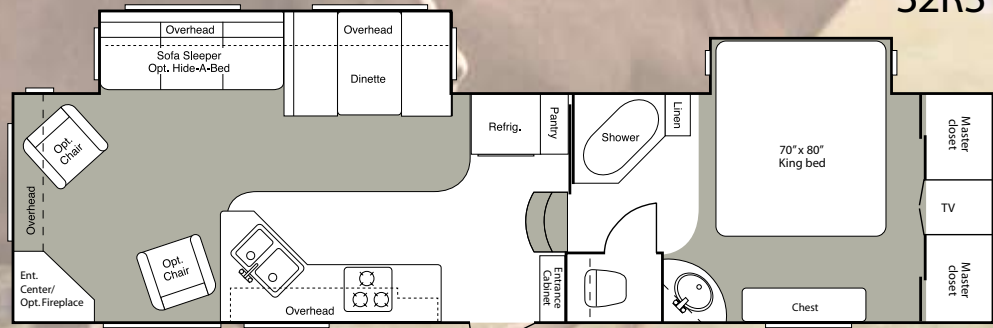 32RS
Overhead
Overhead
Sofa Sleeper
Opt. Hide-A-Bed
Dinette
Opt.
Chair
Overhead
Refrig.
Pantry
Shower
Linen
70" x 80"
King bed
Master
closet
TV
Master
closet
Ent.
Center/
Opt. Fireplace
Opt.
Chair
Overhead
Entrance
Cabinet
Chest